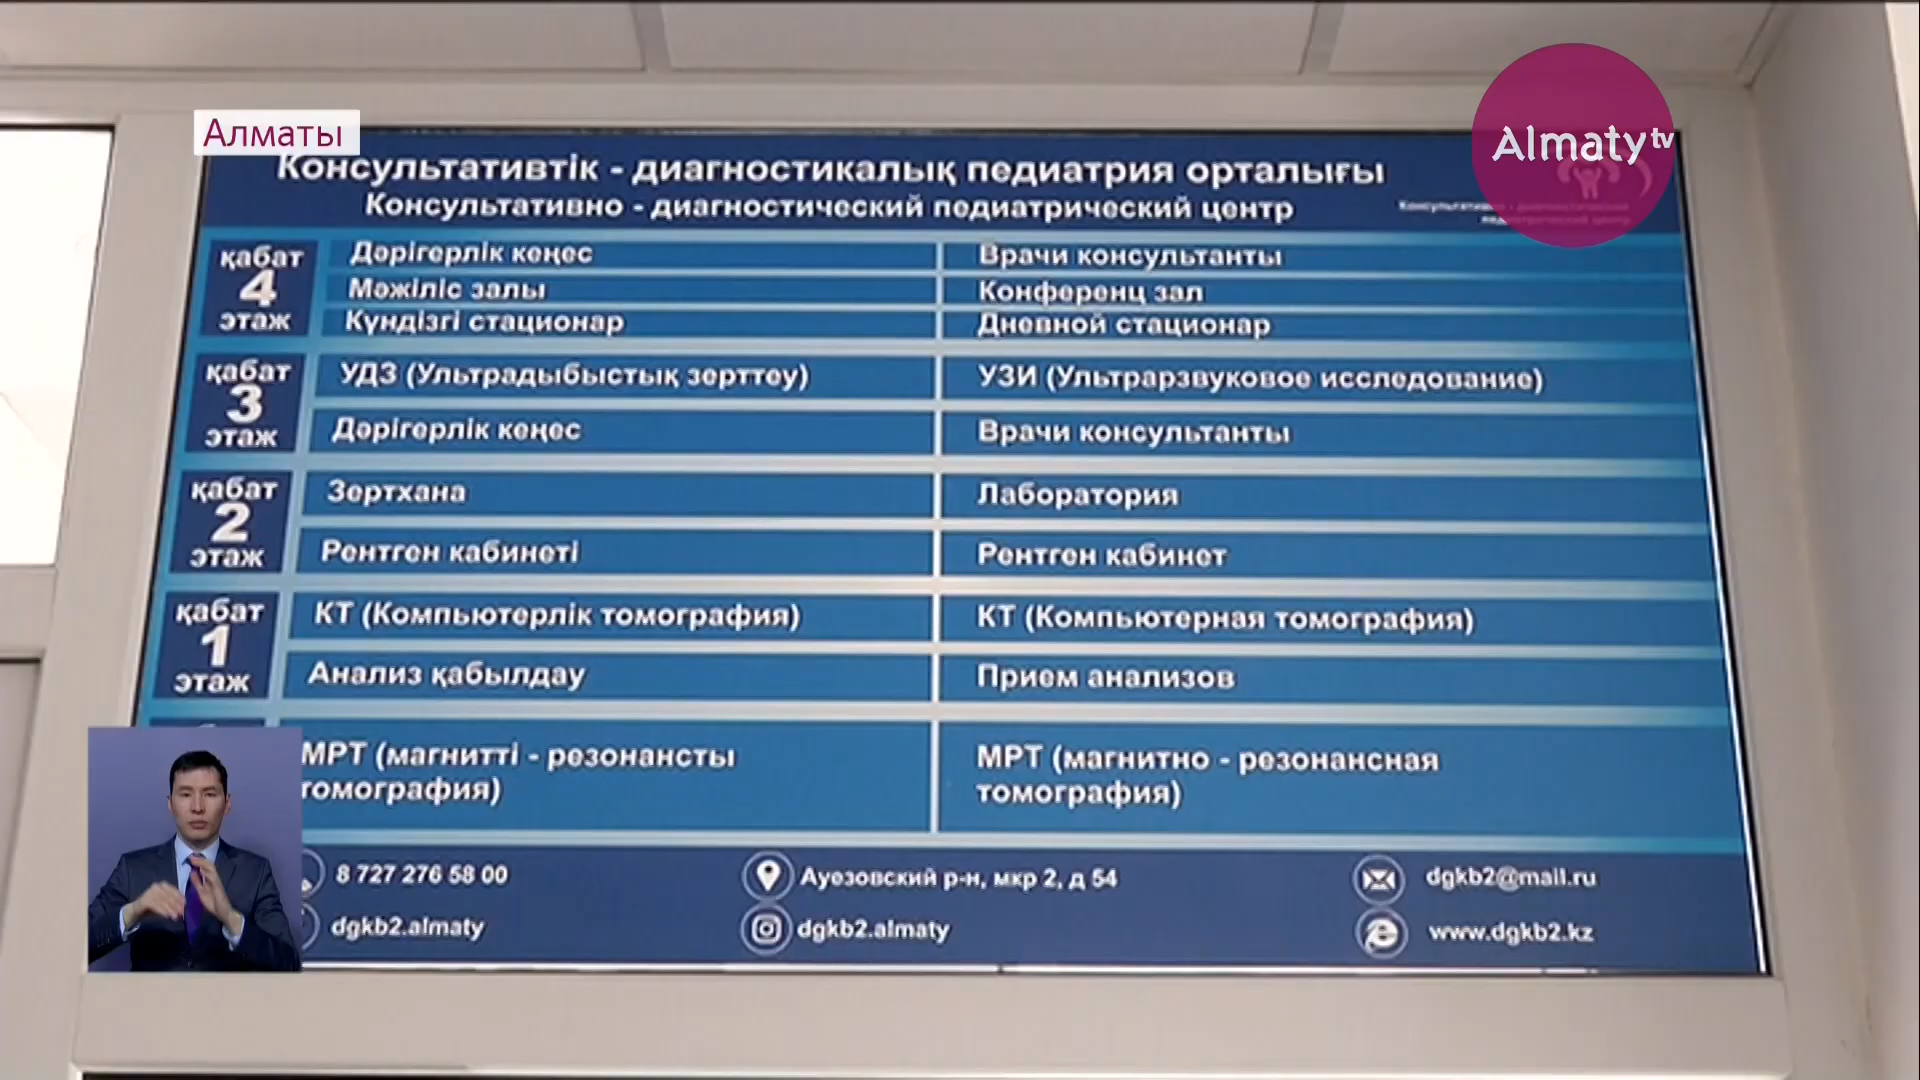 Алматы
Almaty tv
Консультативтік - диагностикалық педиатрия орталығы
Консультативно - диагностический педиатрический центр
қабат 4 этаж
Дәрігерлік кеңес
Врачи консультанты
Мәжіліс залы
Конференц зал
Күндізгі стационар
Дневной стационар
қабат 3 этаж
УДЗ (Ультрадыбыстық зерттеу)
УЗИ (Ультрарзвуковое исследование)
Дәрігерлік кеңес
Врачи консультанты
қабат 2 этаж
Зертхана
Лаборатория
Рентген кабинеті
Рентген кабинет
қабат 1 этаж
КТ (Компьютерлік томография)
КТ (Компьютерная томография)
Анализ қабылдау
Прием анализов
МРТ (магнитті - резонансты
томография)
МРТ (магнитно - резонансная
томография)
8 727 276 58 00
Ауезовский р-н, мкр 2, д 54
dgkb2@mail.ru
dgkb2.almaty
dgkb2.almaty
www.dgkb2.kz